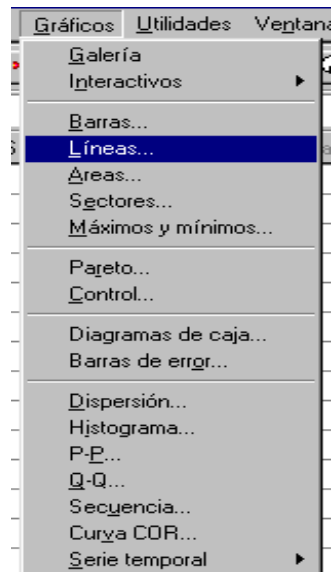 Gráficos Utilidades Ventana
Galería
Interactivos
Barras...
Líneas...
Areas...
Sectores...
Máximos y mínimos...
Pareto...
Control...
Diagramas de caja...
Barras de error...
Dispersión...
Histograma...
P-P...
Q-Q...
Secuencia...
Curva COR...
Serie temporal